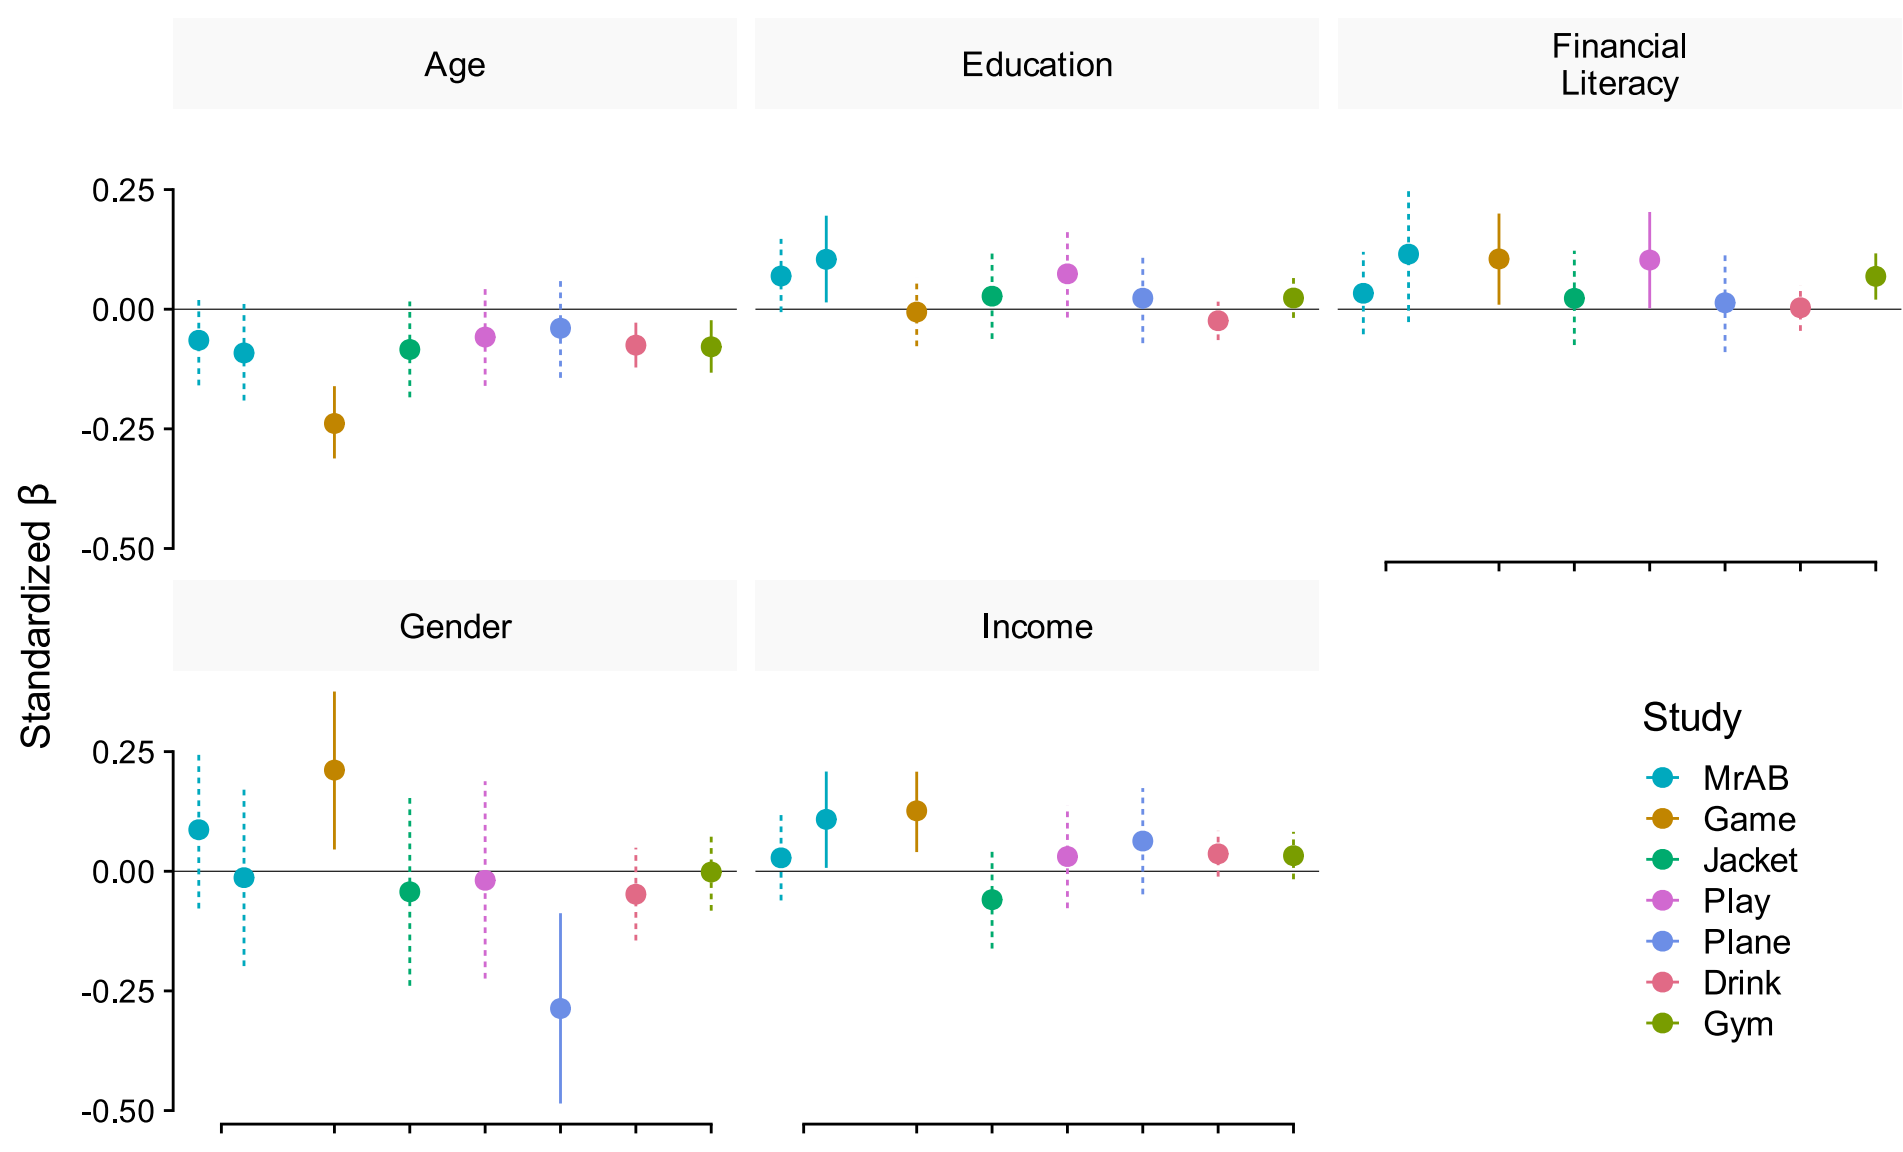 Age
Education
Financial
Literacy
0.25
0.00
-0.25
-0.50
Standardized β
Gender
Income
0.25
0.00
-0.25
-0.50
Study
MrAB
Game
Jacket
Play
Plane
Drink
Gym